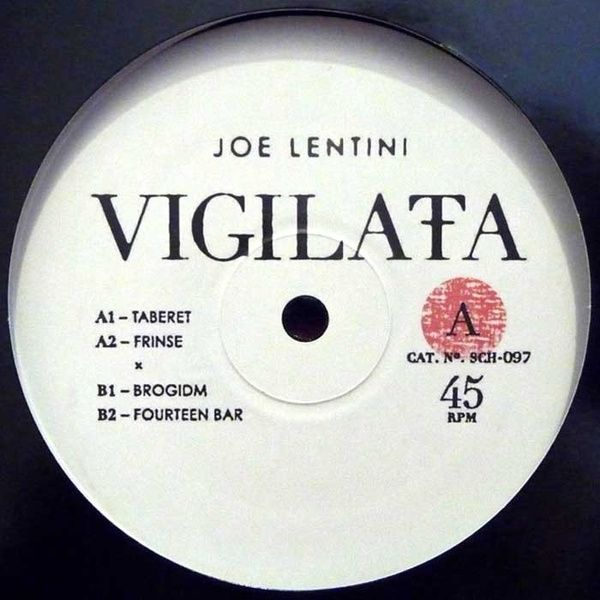 JOE LENTINI
VIGILATA
A1 – TABERET
A2 – FRINSE
×
B1 – BROGIDM
B2 – FOURTEEN BAR
A
CAT. Nº. SCH-097
45
RPM